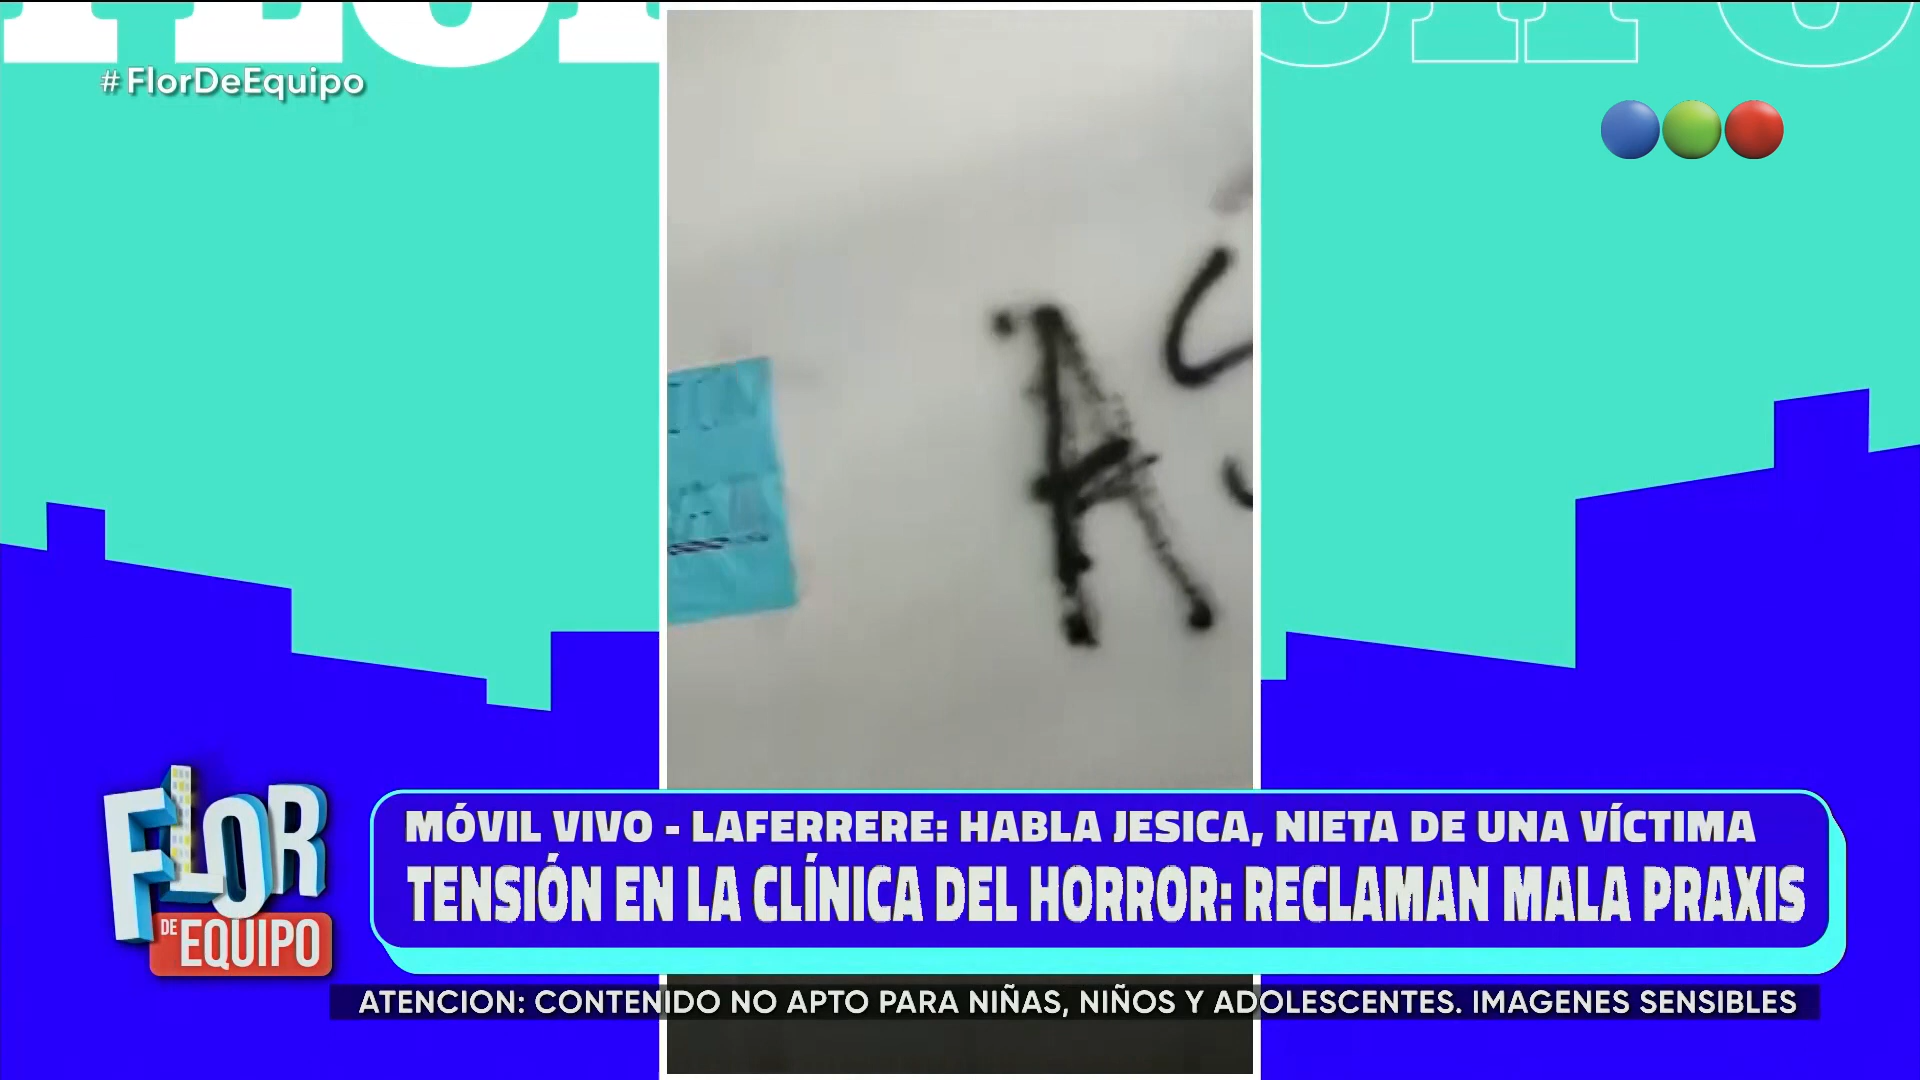 #FlorDeEquipo
A
FLOR
DE EQUIPO
MÓVIL VIVO - LAFERRERE: HABLA JESICA, NIETA DE UNA VÍCTIMA
TENSIÓN EN LA CLÍNICA DEL HORROR: RECLAMAN MALA PRAXIS
ATENCION: CONTENIDO NO APTO PARA NIÑAS, NIÑOS Y ADOLESCENTES. IMAGENES SENSIBLES